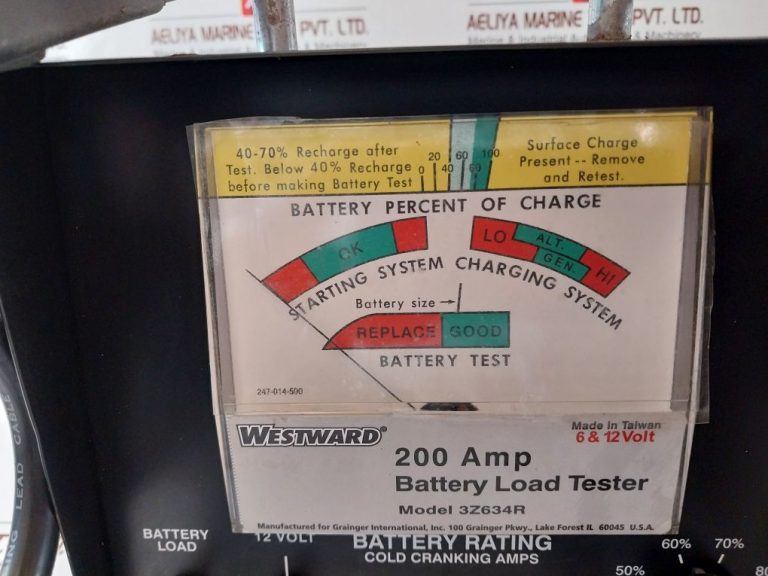 AELIYA MARINE
PVT. LTD.
AELIYA MARINE
PVT. LTD.
40-70% Recharge after
Test. Below 40% Recharge
before making Battery Test
0 20 40 60 80 100
Surface Charge
Present -- Remove
and Retest.
BATTERY PERCENT OF CHARGE
OK
LO
ALT.
GEN.
HI
STARTING SYSTEM
CHARGING SYSTEM
Battery size →
REPLACE
GOOD
BATTERY TEST
247-014-500
WESTWARD®
Made in Taiwan
6 & 12 Volt
200 Amp
Battery Load Tester
Model 3Z634R
Manufactured for Grainger International, Inc. 100 Grainger Pkwy., Lake Forest IL 60045 U.S.A.
BATTERY
LOAD
12 VOLT
BATTERY RATING
COLD CRANKING AMPS
50%
60%
70%
LEAD CABLE